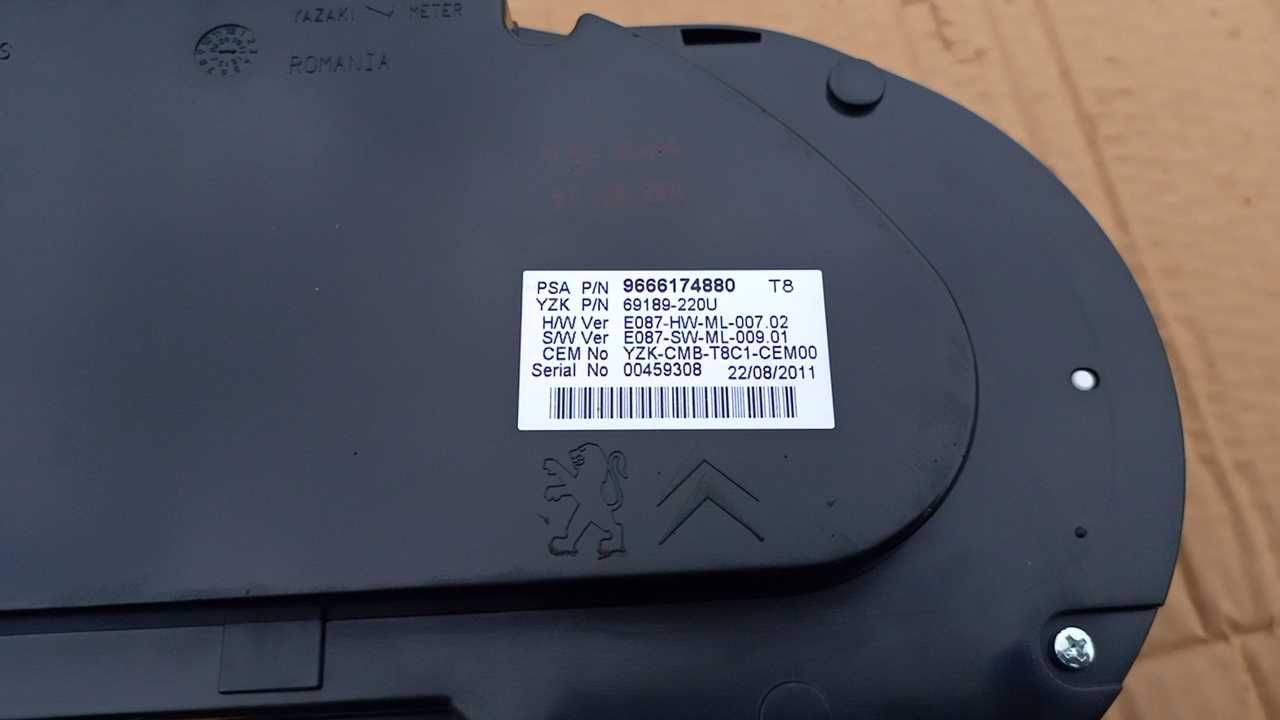 YAZAKI METER
ROMANIA
S
PSA P/N 9666174880 T8
YZK P/N 69189-220U
H/W Ver E087-HW-ML-007.02
S/W Ver E087-SW-ML-009.01
CEM No YZK-CMB-T8C1-CEM00
Serial No 00459308 22/08/2011